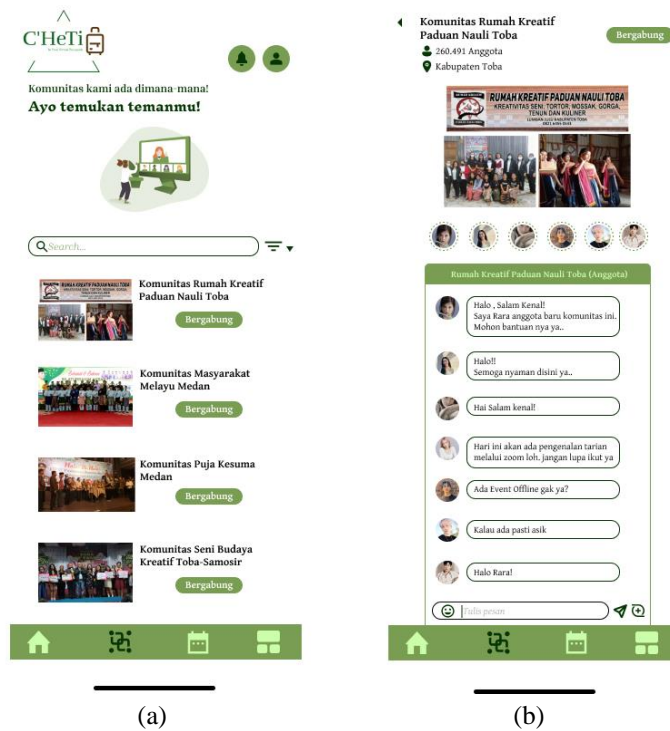 C'HeTi
Komunitas kami ada dimana-mana!
Ayo temukan temanmu!
Search...
Komunitas Rumah Kreatif
Paduan Nauli Toba
Bergabung
Komunitas Masyarakat
Melayu Medan
Bergabung
Komunitas Puja Kesuma
Medan
Bergabung
Komunitas Seni Budaya
Kreatif Toba-Samosir
Bergabung
(a)
Komunitas Rumah Kreatif
Paduan Nauli Toba
Bergabung
260.491 Anggota
Kabupaten Toba
RUMAH KREATIF PADUAN NAULI TOBA
KREATIVITAS SENI, TORTOR, MOSSAK, GORGA,
TENUN DAN KULINER
Rumah Kreatif Paduan Nauli Toba (Anggota)
Halo , Salam Kenal!
Saya Rara anggota baru komunitas ini.
Mohon bantuan nya ya..
Halo!!
Semoga nyaman disini ya..
Hai Salam kenal!
Hari ini akan ada pengenalan tarian
melalui zoom loh. jangan lupa ikut ya
Ada Event Offline gak ya?
Kalau ada pasti asik
Halo Rara!
Tulis pesan
(b)